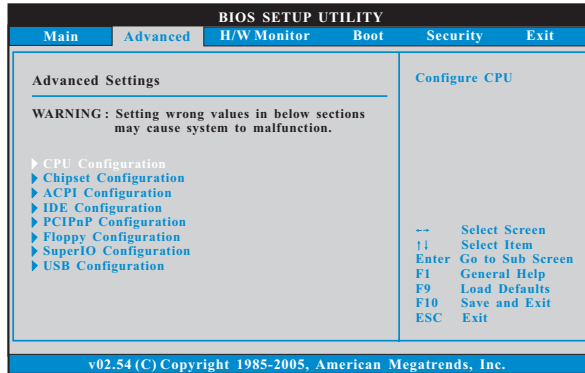 BIOS SETUP UTILITY
Main Advanced H/W Monitor Boot Security Exit
Advanced Settings
WARNING : Setting wrong values in below sections
may cause system to malfunction.
CPU Configuration
Chipset Configuration
ACPI Configuration
IDE Configuration
PCIPnP Configuration
Floppy Configuration
SuperIO Configuration
USB Configuration
Configure CPU
←→ Select Screen
↑↓ Select Item
Enter Go to Sub Screen
F1 General Help
F9 Load Defaults
F10 Save and Exit
ESC Exit
v02.54 (C) Copyright 1985-2005, American Megatrends, Inc.